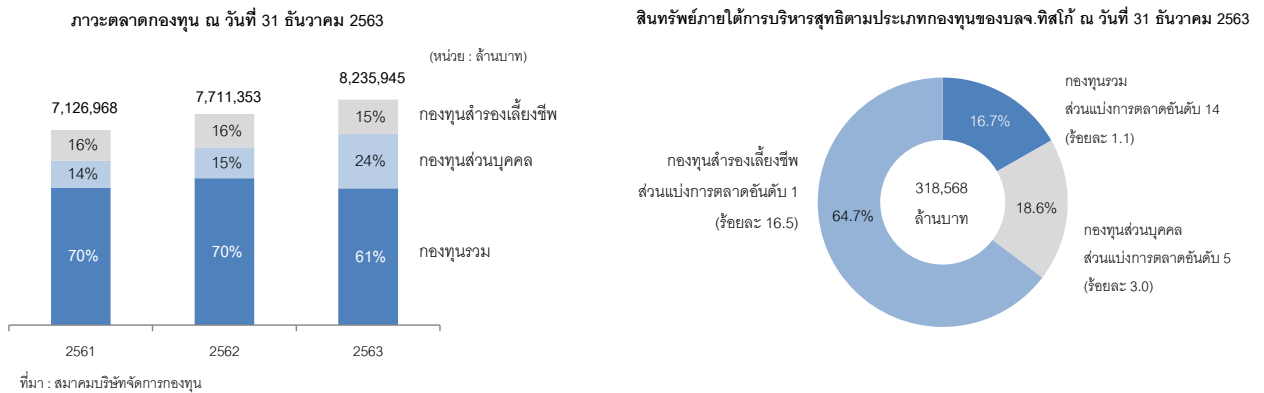 ภาวะตลาดกองทุน ณ วันที่ 31 ธันวาคม 2563
(หน่วย : ล้านบาท)
7,126,968
7,711,353
8,235,945
16%
16%
15%
กองทุนสำรองเลี้ยงชีพ
14%
15%
24%
กองทุนส่วนบุคคล
70%
70%
61%
กองทุนรวม
2561
2562
2563
ที่มา : สมาคมบริษัทจัดการกองทุน
สินทรัพย์ภายใต้การบริหารสุทธิตามประเภทกองทุนของบลจ.ทิสโก้ ณ วันที่ 31 ธันวาคม 2563
กองทุนรวม
ส่วนแบ่งการตลาดอันดับ 14
(ร้อยละ 1.1)
16.7%
กองทุนสำรองเลี้ยงชีพ
ส่วนแบ่งการตลาดอันดับ 1
(ร้อยละ 16.5)
64.7%
318,568
ล้านบาท
18.6%
กองทุนส่วนบุคคล
ส่วนแบ่งการตลาดอันดับ 5
(ร้อยละ 3.0)